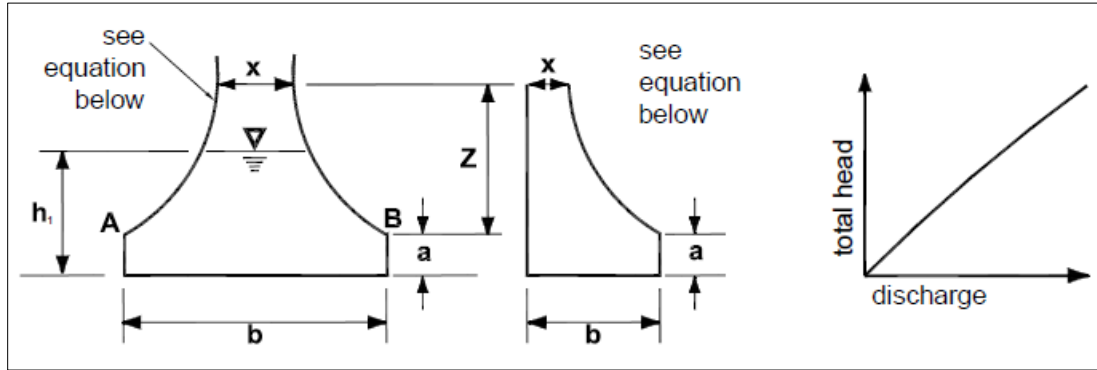 see
equation
below
x
Z
h₁
A
B
a
b
x
see
equation
below
a
b
total head
discharge